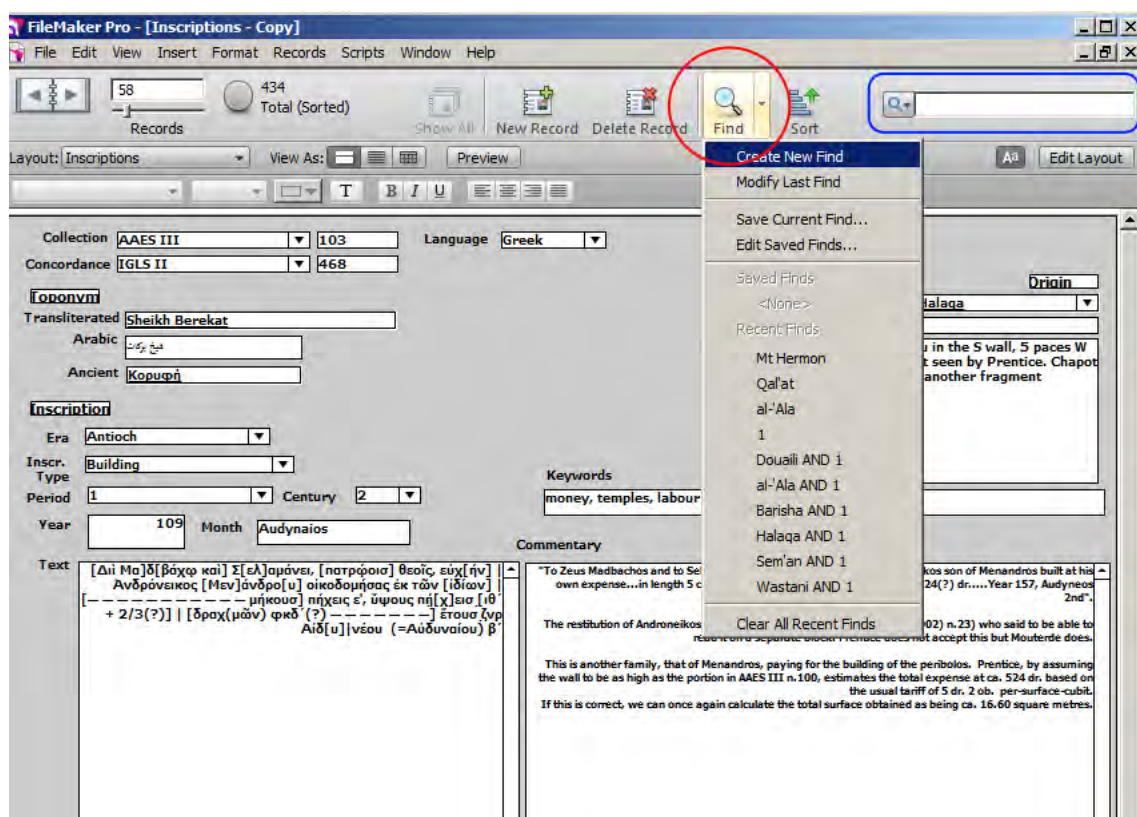 FileMaker Pro - [Inscriptions - Copy]
File Edit View Insert Format Records Scripts Window Help
58
434
Total (Sorted)
Records
Show All New Record Delete Record Find Sort
Layout: Inscriptions View As: Preview Aa Edit Layout
T B I U
Create New Find
Modify Last Find
Save Current Find...
Edit Saved Finds...
Saved Finds
<None>
Recent Finds
Mt Hermon
Qal'at
al-'Ala
1
Douaili AND 1
al-'Ala AND 1
Barisha AND 1
Halaqa AND 1
Sem'an AND 1
Wastani AND 1
Clear All Recent Finds
Collection AAES III 103 Language Greek
Concordance IGLS II 468
Origin
Halaqa
Toponym
Transliterated Sheikh Berekat
Arabic شيخ بركات
Ancient Κορυφή
in the S wall, 5 paces W
t seen by Prentice. Chapot
another fragment
Inscription
Era Antioch
Inscr. Type Building
Period 1 Century 2
Year 109 Month Audynaios
Keywords
money, temples, labour
Text
[Διὶ Μα]δ[βάχῳ καὶ] Σ[ελ]αμάνει, [πατρῴοισ] θεοῖς, εὐχ[ήν] |
Ἀνδρόνεικος [Μεν]άνδρο[υ] οἰκοδομήσας ἐκ τῶν [ἰδίων] |
[— — — — — — — — — — — μήκουσ] πήχεις ε', ὕψους πή[χ]εισ [ιθ´
+ 2/3(?)] | [δραχ(μῶν) φκδ´(?) — — — — — — —] ἔτουσ ζνρ
Αἰδ[υ]|νέου (=Αὐδυναίου) β´
Commentary
"To Zeus Madbachos and to Se kos son of Menandros built at his
own expense...in length 5 c 24(?) dr.....Year 157, Audyneos
2nd".
The restitution of Androneikos 02) n.23) who said to be able to
read it on a separate block. Prentice does not accept this but Mouterde does.
This is another family, that of Menandros, paying for the building of the peribolos. Prentice, by assuming
the wall to be as high as the portion in AAES III n.100, estimates the total expense at ca. 524 dr. based on
the usual tariff of 5 dr. 2 ob. per-surface-cubit.
If this is correct, we can once again calculate the total surface obtained as being ca. 16.60 square metres.